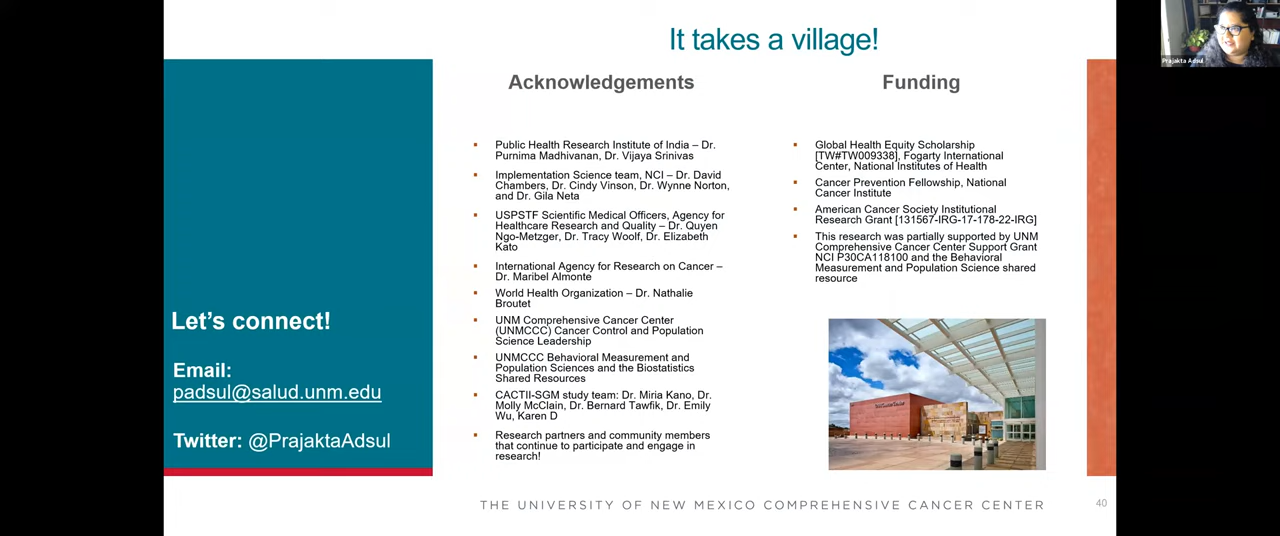 It takes a village!
Prajakta Adsul
Acknowledgements
Public Health Research Institute of India – Dr.
Purnima Madhivanan, Dr. Vijaya Srinivas
Implementation Science team, NCI – Dr. David
Chambers, Dr. Cindy Vinson, Dr. Wynne Norton,
and Dr. Gila Neta
USPSTF Scientific Medical Officers, Agency for
Healthcare Research and Quality – Dr. Quyen
Ngo-Metzger, Dr. Tracy Woolf, Dr. Elizabeth
Kato
International Agency for Research on Cancer –
Dr. Maribel Almonte
World Health Organization – Dr. Nathalie
Broutet
UNM Comprehensive Cancer Center
(UNMCCC) Cancer Control and Population
Science Leadership
UNMCCC Behavioral Measurement and
Population Sciences and the Biostatistics
Shared Resources
CACTII-SGM study team: Dr. Miria Kano, Dr.
Molly McClain, Dr. Bernard Tawfik, Dr. Emily
Wu, Karen D
Research partners and community members
that continue to participate and engage in
research!
Funding
Global Health Equity Scholarship
[TW#TW009338], Fogarty International
Center, National Institutes of Health
Cancer Prevention Fellowship, National
Cancer Institute
American Cancer Society Institutional
Research Grant [131567-IRG-17-178-22-IRG]
This research was partially supported by UNM
Comprehensive Cancer Center Support Grant
NCI P30CA118100 and the Behavioral
Measurement and Population Science shared
resource
Let's connect!
Email:
padsul@salud.unm.edu
Twitter: @PrajaktaAdsul
THE UNIVERSITY OF NEW MEXICO COMPREHENSIVE CANCER CENTER
40